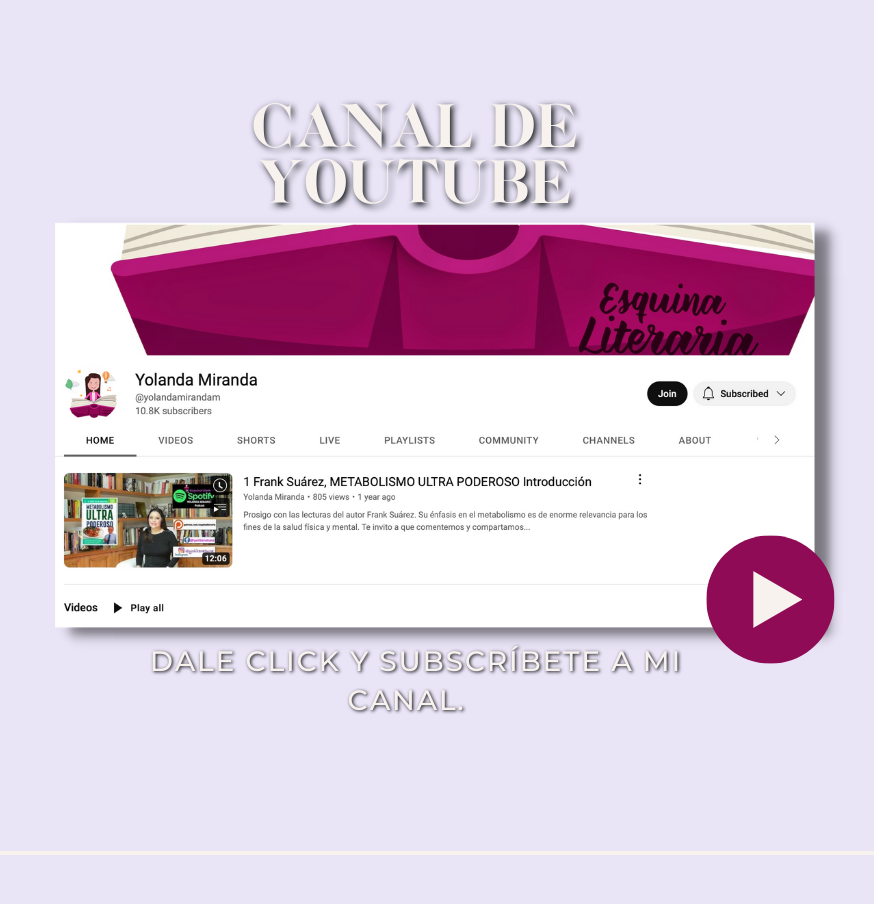 CANAL DE
YOUTUBE
Esquina
Literaria
Yolanda Miranda
@yolandamirandam
10.8K subscribers
Join
Subscribed
HOME
VIDEOS
SHORTS
LIVE
PLAYLISTS
COMMUNITY
CHANNELS
ABOUT
METABOLISMO
ULTRA
PODEROSO
Spotify
12:06
1 Frank Suárez, METABOLISMO ULTRA PODEROSO Introducción
Yolanda Miranda • 805 views • 1 year ago
Prosigo con las lecturas del autor Frank Suárez. Su énfasis en el metabolismo es de enorme relevancia para los
fines de la salud física y mental. Te invito a que comentemos y compartamos...
Videos
Play all
DALE CLICK Y SUBSCRÍBETE A MI
CANAL.